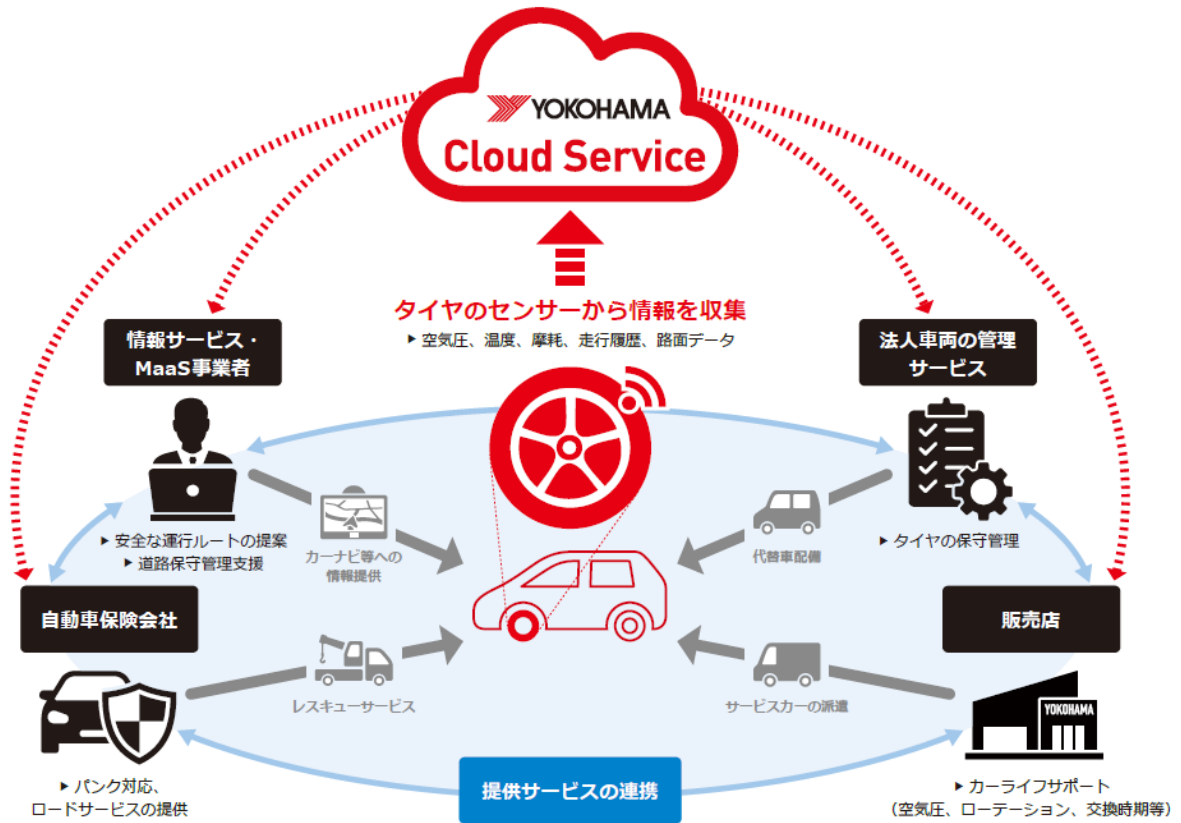 YOKOHAMA
Cloud Service
タイヤのセンサーから情報を収集
▶ 空気圧、温度、摩耗、走行履歴、路面データ
情報サービス・
MaaS事業者
法人車両の管理
サービス
▶ 安全な運行ルートの提案
▶ 道路保守管理支援
カーナビ等への
情報提供
代替車配備
▶ タイヤの保守管理
自動車保険会社
販売店
レスキューサービス
サービスカーの派遣
YOKOHAMA
▶ パンク対応、
ロードサービスの提供
提供サービスの連携
▶ カーライフサポート
（空気圧、ローテーション、交換時期等）